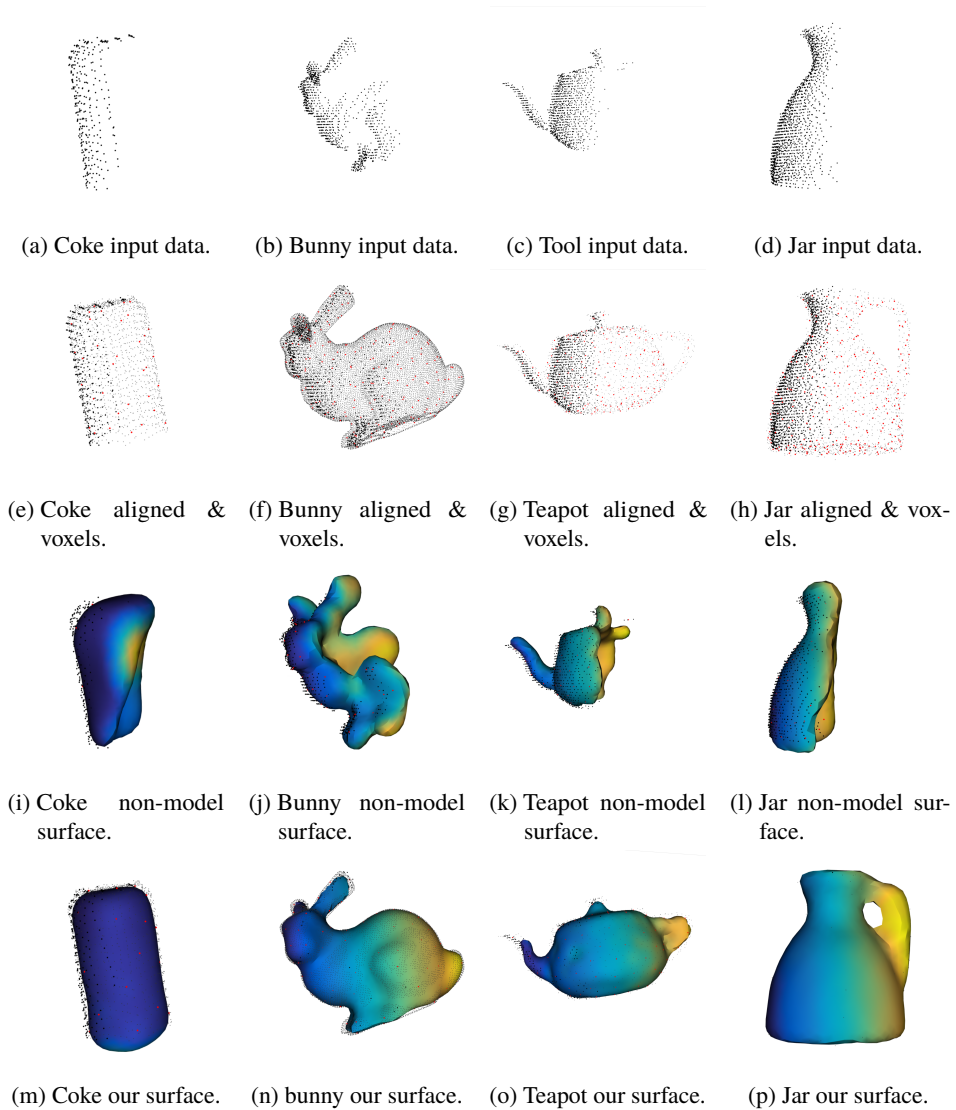 (a) Coke input data.
(b) Bunny input data.
(c) Tool input data.
(d) Jar input data.
(e) Coke aligned &
voxels.
(f) Bunny aligned &
voxels.
(g) Teapot aligned &
voxels.
(h) Jar aligned & vox-
els.
(i) Coke non-model
surface.
(j) Bunny non-model
surface.
(k) Teapot non-model
surface.
(l) Jar non-model sur-
face.
(m) Coke our surface.
(n) bunny our surface.
(o) Teapot our surface.
(p) Jar our surface.